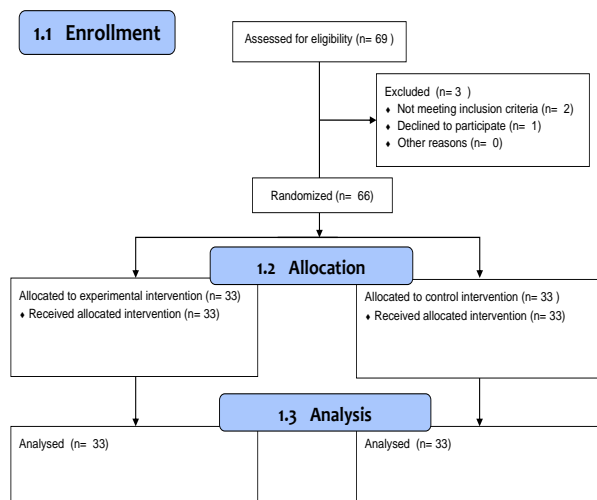 1.1 Enrollment
Assessed for eligibility (n= 69 )
Excluded (n= 3 )
♦ Not meeting inclusion criteria (n= 2)
♦ Declined to participate (n= 1)
♦ Other reasons (n= 0)
Randomized (n= 66)
1.2 Allocation
Allocated to experimental intervention (n= 33)
♦ Received allocated intervention (n= 33)
Allocated to control intervention (n= 33 )
♦ Received allocated intervention (n= 33)
1.3 Analysis
Analysed (n= 33)
Analysed (n= 33)